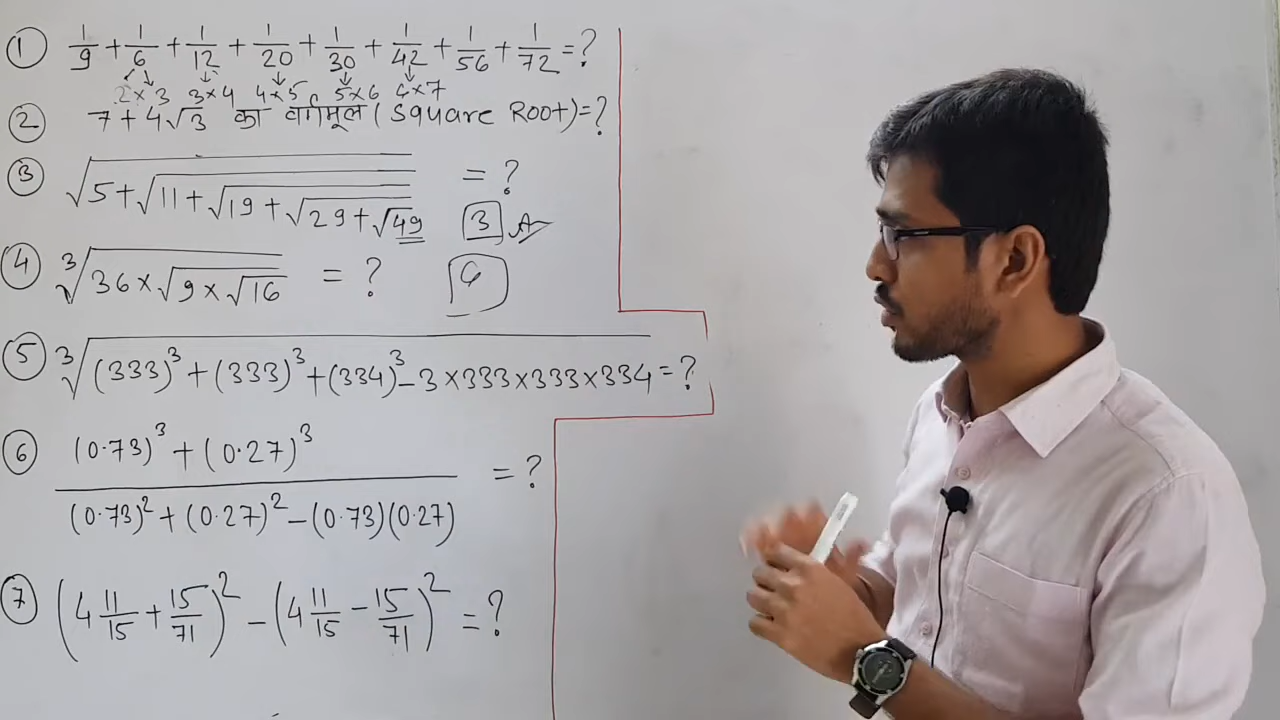 ① 1/9 + 1/6 + 1/12 + 1/20 + 1/30 + 1/42 + 1/56 + 1/72 = ?
2×3 3×4 4×5 5×6 6×7
② 7 + 4√3 का वर्गमूल (Square Root) = ?
③ √(5 + √(11 + √(19 + √(29 + √49)))) = ?
3
④ ³√(36 × √(9 × √16)) = ?
6
⑤ ³√((333)³ + (333)³ + (334)³ - 3 × 333 × 333 × 334) = ?
⑥ ((0.73)³ + (0.27)³) / ((0.73)² + (0.27)² - (0.73)(0.27)) = ?
⑦ (4 11/15 + 15/71)² - (4 11/15 - 15/71)² = ?